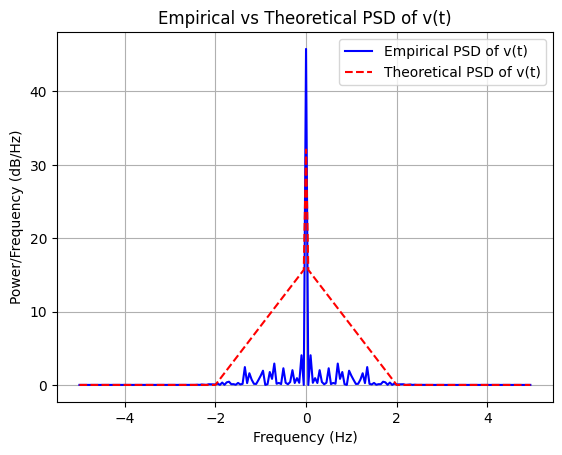 Empirical vs Theoretical PSD of v(t)
Empirical PSD of v(t)
Theoretical PSD of v(t)
Power/Frequency (dB/Hz)
40
30
20
10
0
−4
−2
0
2
4
Frequency (Hz)